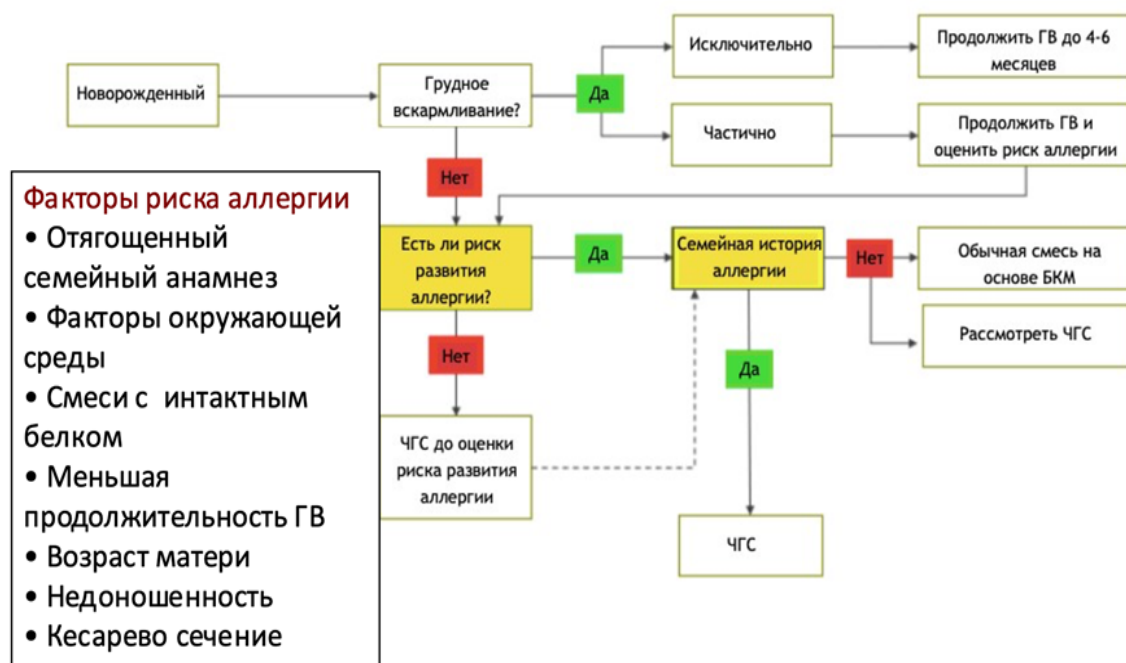 Новорожденный
Грудное
вскармливание?
Да
Исключительно
Продолжить ГВ до 4-6
месяцев
Частично
Продолжить ГВ и
оценить риск аллергии
Нет
Есть ли риск
развития
аллергии?
Да
Семейная история
аллергии
Нет
Обычная смесь на
основе БКМ
Рассмотреть ЧГС
Нет
Да
ЧГС до оценки
риска развития
аллергии
ЧГС
Факторы риска аллергии
• Отягощенный
семейный анамнез
• Факторы окружающей
среды
• Смеси с интактным
белком
• Меньшая
продолжительность ГВ
• Возраст матери
• Недоношенность
• Кесарево сечение